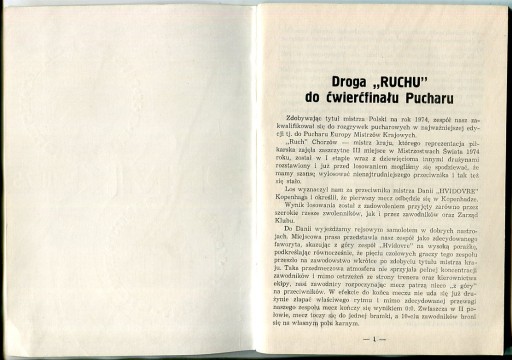 Droga „RUCHU"
do ćwierćfinału Pucharu
Zdobywając tytuł mistrza Polski na rok 1974, zespół nasz za-
kwalifikował się do rozgrywek pucharowych w najważniejszej edy-
cji tj. do Pucharu Europy Mistrzów Krajowych.
„Ruch" Chorzów — mistrz kraju, którego reprezentacja pił-
karska zajęła zaszczytne III miejsce w Mistrzostwach Świata 1974
roku, został w I etapie wraz z dziewięcioma innymi drużynami
rozstawiony i już przed losowaniem mogliśmy się spodziewać, że
mamy szansę wylosować nienajtrudniejszego przeciwnika i tak też
się stało.
Los wyznaczył nam za przeciwnika mistrza Danii „HVIDOVRE"
Kopenhaga i określił, że pierwszy mecz odbędzie się w Kopenhadze.
Wynik losowania został z zadowoleniem przyjęty zarówno przez
szerokie rzesze zwolenników, jak i przez zawodników oraz Zarząd
Klubu.
Do Danii wyjeżdżamy rejsowym samolotem w dobrych nastro-
jach. Miejscowa prasa przedstawia nasz zespół jako zdecydowanego
faworyta, skazując z góry zespół „Hvidovre" na wysoką porażkę,
podkreślając równocześnie, że pięciu czołowych graczy tego zespołu
przeszło na zawodowstwo wkrótce po zdobyciu tytułu mistrza kra-
ju. Taka przedmeczowa atmosfera nie sprzyjała pełnej koncentracji
zawodników i mimo ostrzeżeń ze strony trenera oraz kierownictwa
ekipy, nasi zawodnicy rozpoczynając mecz patrzą nieco „z góry"
na przeciwników. W efekcie do końca meczu nie uda się już dru-
żynie złapać właściwego rytmu i mimo zdecydowanej przewagi
naszego zespołu mecz kończy się wynikiem 0:0. Zwłaszcza w II po-
łowie, mecz toczy się do jednej bramki, a 10-ciu zawodników broni
się na własnym polu karnym.
— 1 —